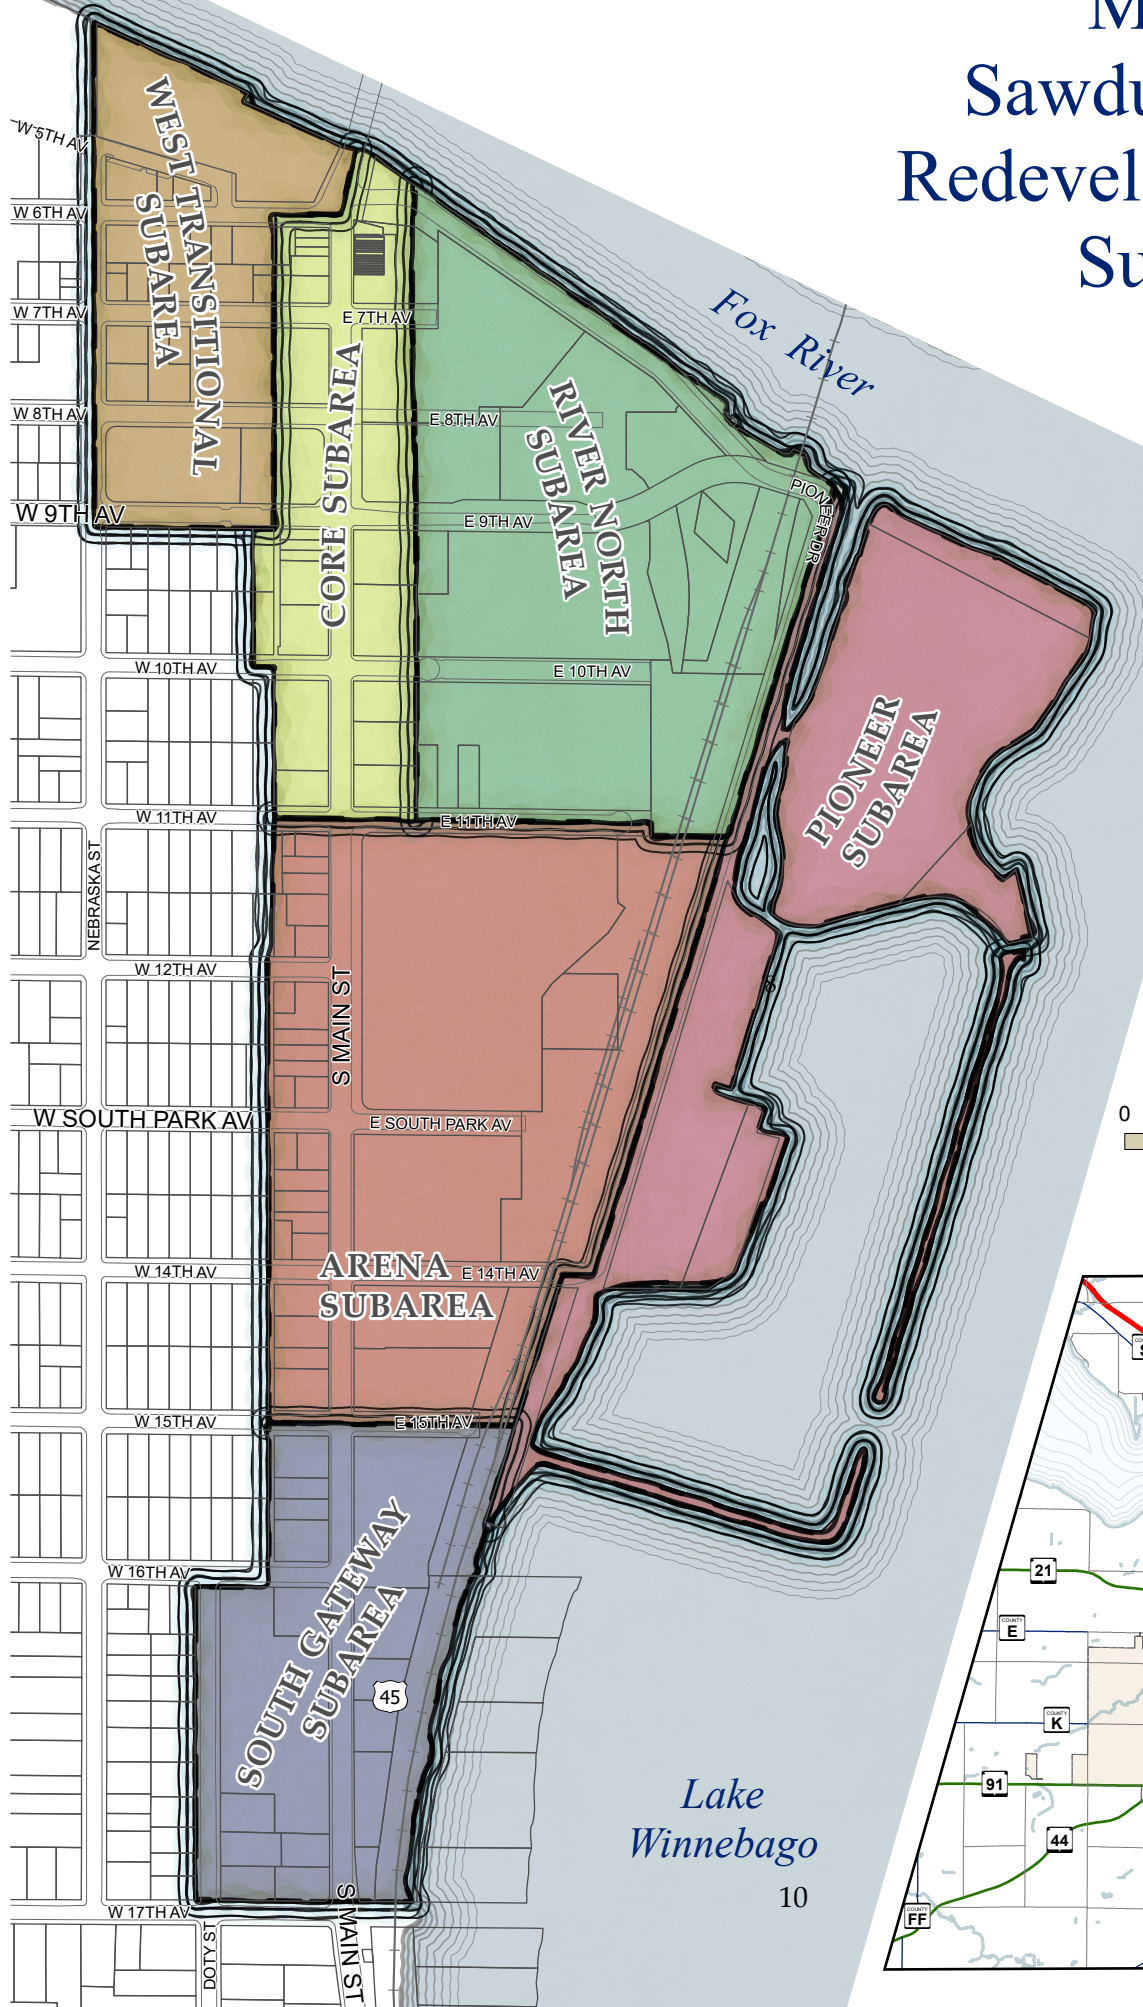 M
Sawdu
Redevel
Su
WEST TRANSITIONAL
SUBAREA
W 5TH AV
W 6TH AV
W 7TH AV
E 7TH AV
Fox River
W 8TH AV
E 8TH AV
CORE SUBAREA
RIVER NORTH
SUBAREA
W 9TH AV
E 9TH AV
PIONEER DR
W 10TH AV
E 10TH AV
PIONEER
SUBAREA
W 11TH AV
E 11TH AV
NEBRASKA ST
W 12TH AV
S MAIN ST
W SOUTH PARK AV
E SOUTH PARK AV
0
W 14TH AV
ARENA
SUBAREA
E 14TH AV
W 15TH AV
E 15TH AV
W 16TH AV
SOUTH GATEWAY
SUBAREA
45
21
COUNTY
E
COUNTY
K
91
44
COUNTY
FF
Lake
Winnebago
10
W 17TH AV
DOTY ST
S MAIN ST